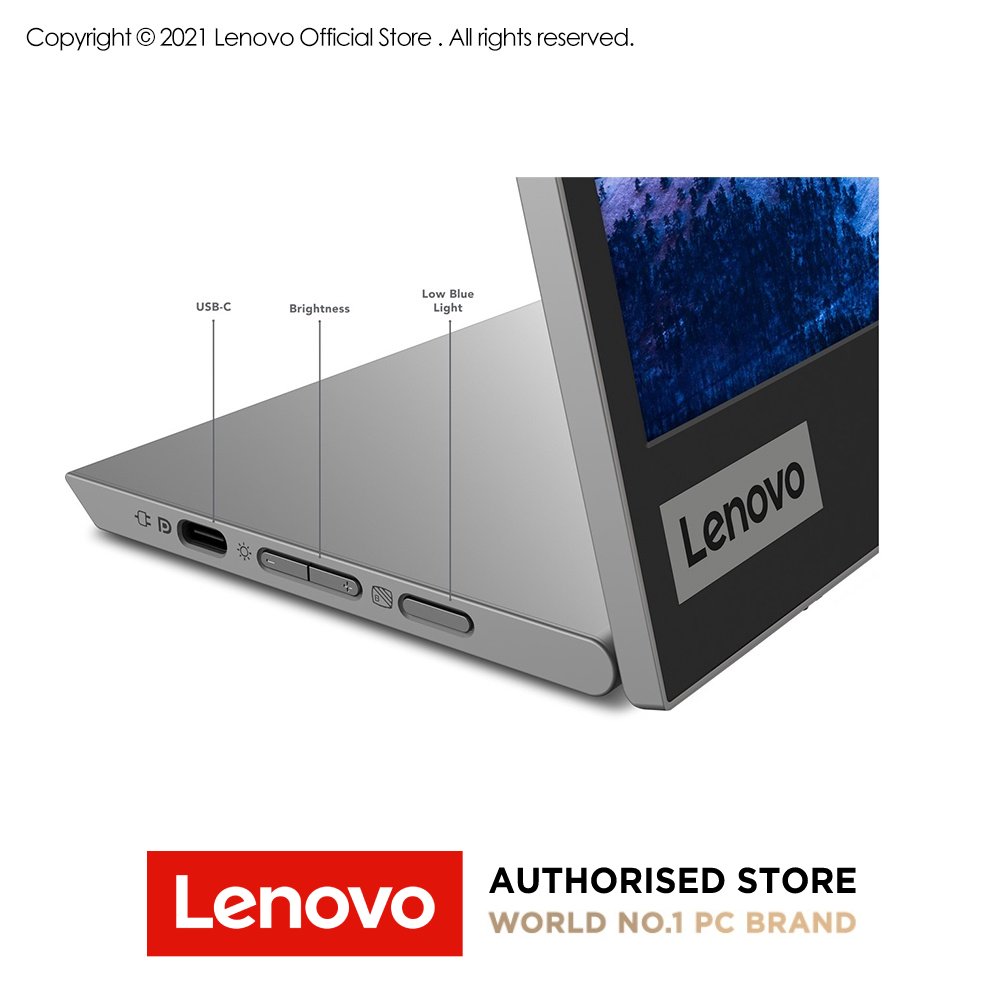 Copyright © 2021 Lenovo Official Store . All rights reserved.
USB-C
Brightness
Low Blue
Light
Lenovo
Lenovo
AUTHORISED STORE
WORLD NO.1 PC BRAND